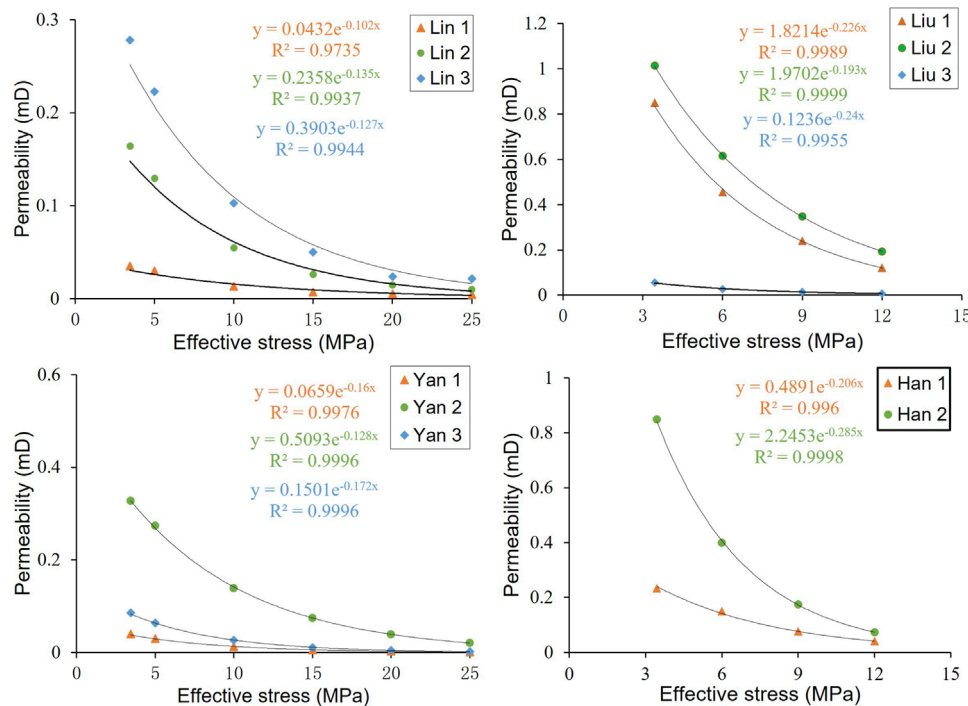 0.3
0.2
0.1
0
Permeability (mD)
y = 0.0432e^-0.102x
R² = 0.9735
y = 0.2358e^-0.135x
R² = 0.9937
y = 0.3903e^-0.127x
R² = 0.9944
Lin 1
Lin 2
Lin 3
0 5 10 15 20 25
Effective stress (MPa)
1.2
1
0.8
0.6
0.4
0.2
0
Permeability (mD)
y = 1.8214e^-0.226x
R² = 0.9989
y = 1.9702e^-0.193x
R² = 0.9999
y = 0.1236e^-0.24x
R² = 0.9955
Liu 1
Liu 2
Liu 3
0 3 6 9 12 15
Effective stress (MPa)
0.6
0.4
0.2
0
Permeability (mD)
y = 0.0659e^-0.16x
R² = 0.9976
y = 0.5093e^-0.128x
R² = 0.9996
y = 0.1501e^-0.172x
R² = 0.9996
Yan 1
Yan 2
Yan 3
0 5 10 15 20 25
Effective stress (MPa)
1
0.8
0.6
0.4
0.2
0
Permeability (mD)
y = 0.4891e^-0.206x
R² = 0.996
y = 2.2453e^-0.285x
R² = 0.9998
Han 1
Han 2
0 3 6 9 12 15
Effective stress (MPa)